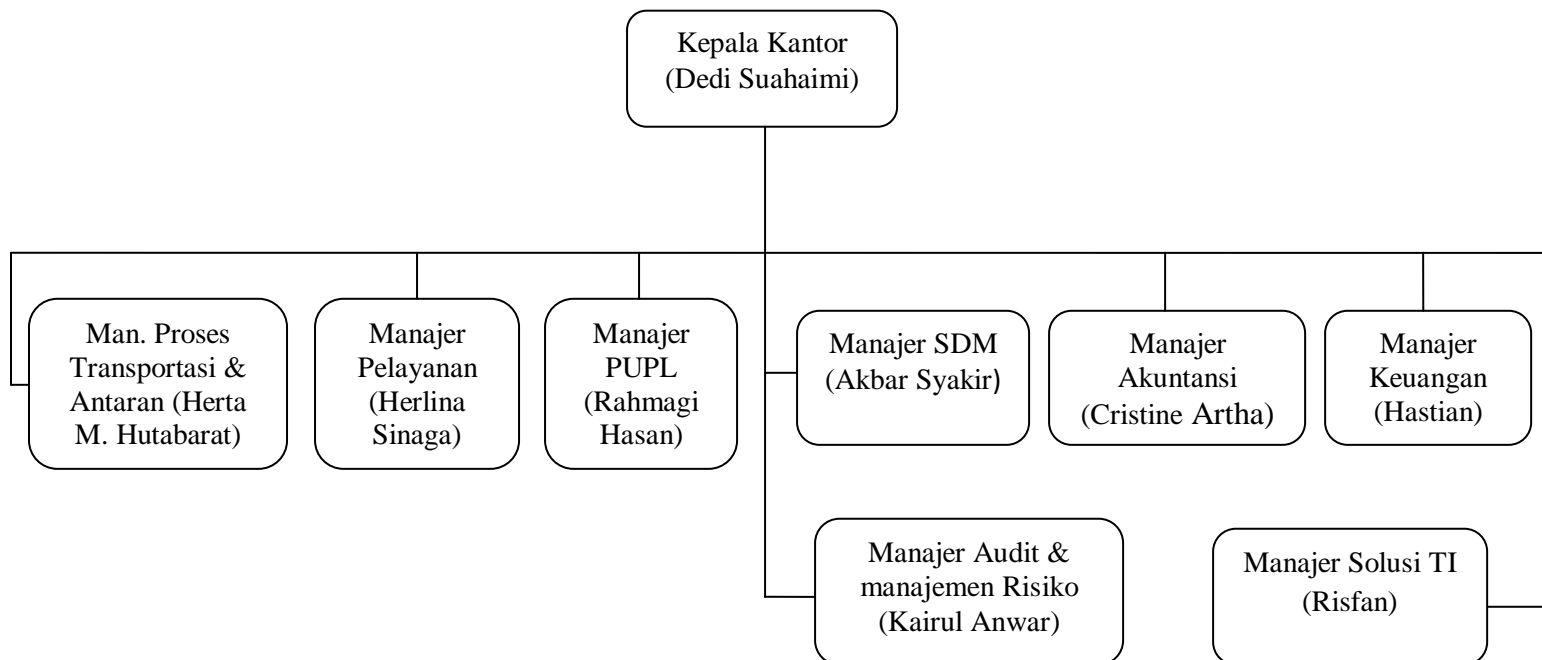 Kepala Kantor
(Dedi Suahaimi)
Man. Proses
Transportasi &
Antaran (Herta
M. Hutabarat)
Manajer
Pelayanan
(Herlina
Sinaga)
Manajer
PUPL
(Rahmagi
Hasan)
Manajer SDM
(Akbar Syakir)
Manajer
Akuntansi
(Cristine Artha)
Manajer
Keuangan
(Hastian)
Manajer Audit &
manajemen Risiko
(Kairul Anwar)
Manajer Solusi TI
(Risfan)